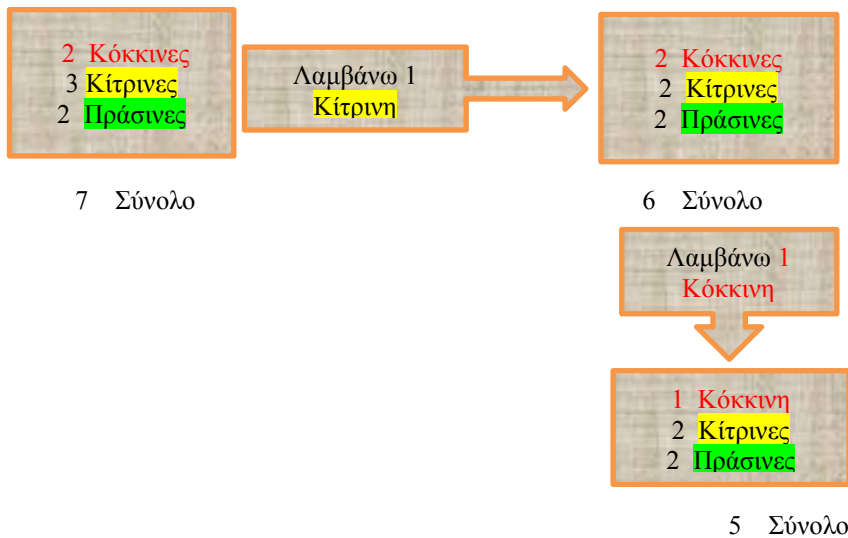 2 Κόκκινες
3 Κίτρινες
2 Πράσινες
Λαμβάνω 1
Κίτρινη
2 Κόκκινες
2 Κίτρινες
2 Πράσινες
7 Σύνολο
6 Σύνολο
Λαμβάνω 1
Κόκκινη
1 Κόκκινη
2 Κίτρινες
2 Πράσινες
5 Σύνολο